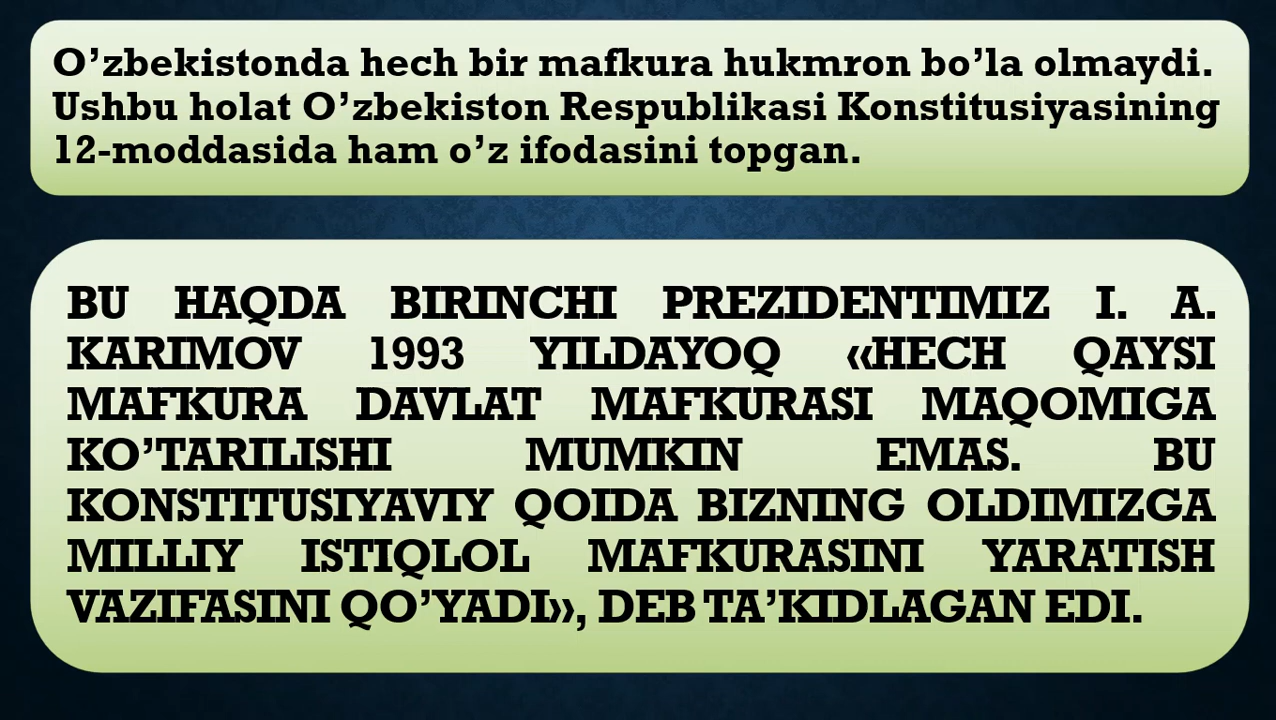 O’zbekistonda hech bir mafkura hukmron bo’la olmaydi.
Ushbu holat O’zbekiston Respublikasi Konstitusiyasining
12-moddasida ham o’z ifodasini topgan.
BU HAQDA BIRINCHI PREZIDENTIMIZ I. A.
KARIMOV 1993 YILDAYOQ «HECH QAYSI
MAFKURA DAVLAT MAFKURASI MAQOMIGA
KO’TARILISHI MUMKIN EMAS. BU
KONSTITUSIYAVIY QOIDA BIZNING OLDIMIZGA
MILLIY ISTIQLOL MAFKURASINI YARATISH
VAZIFASINI QO’YADI», DEB TA’KIDLAGAN EDI.